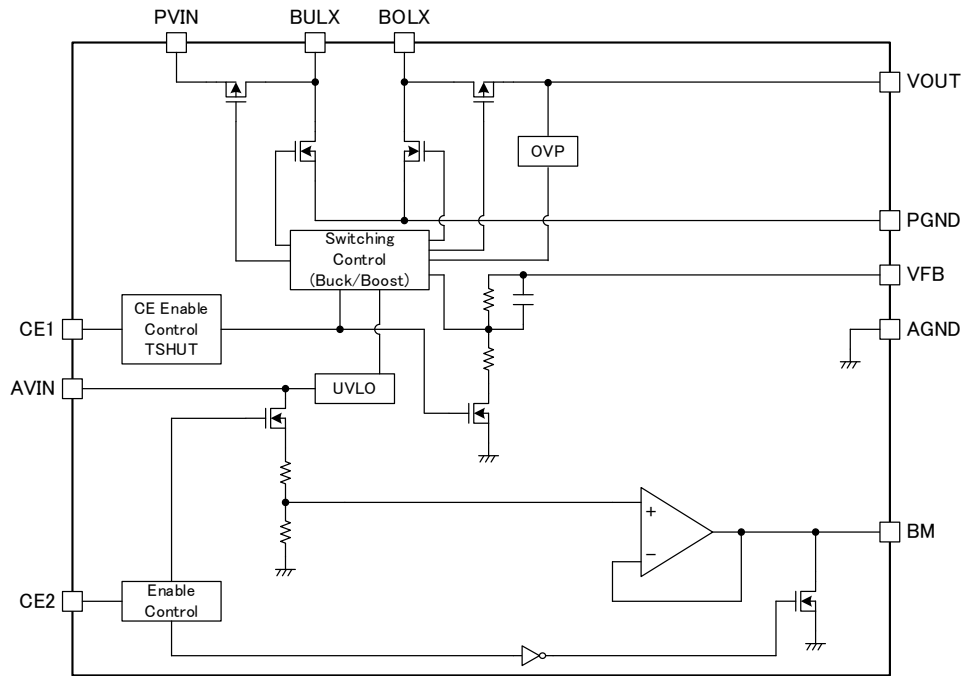 PVIN BULX BOLX
VOUT
OVP
PGND
Switching
Control
(Buck/Boost)
VFB
CE Enable
Control
TSHUT
CE1
AGND
AVIN
UVLO
+
−
BM
CE2
Enable
Control